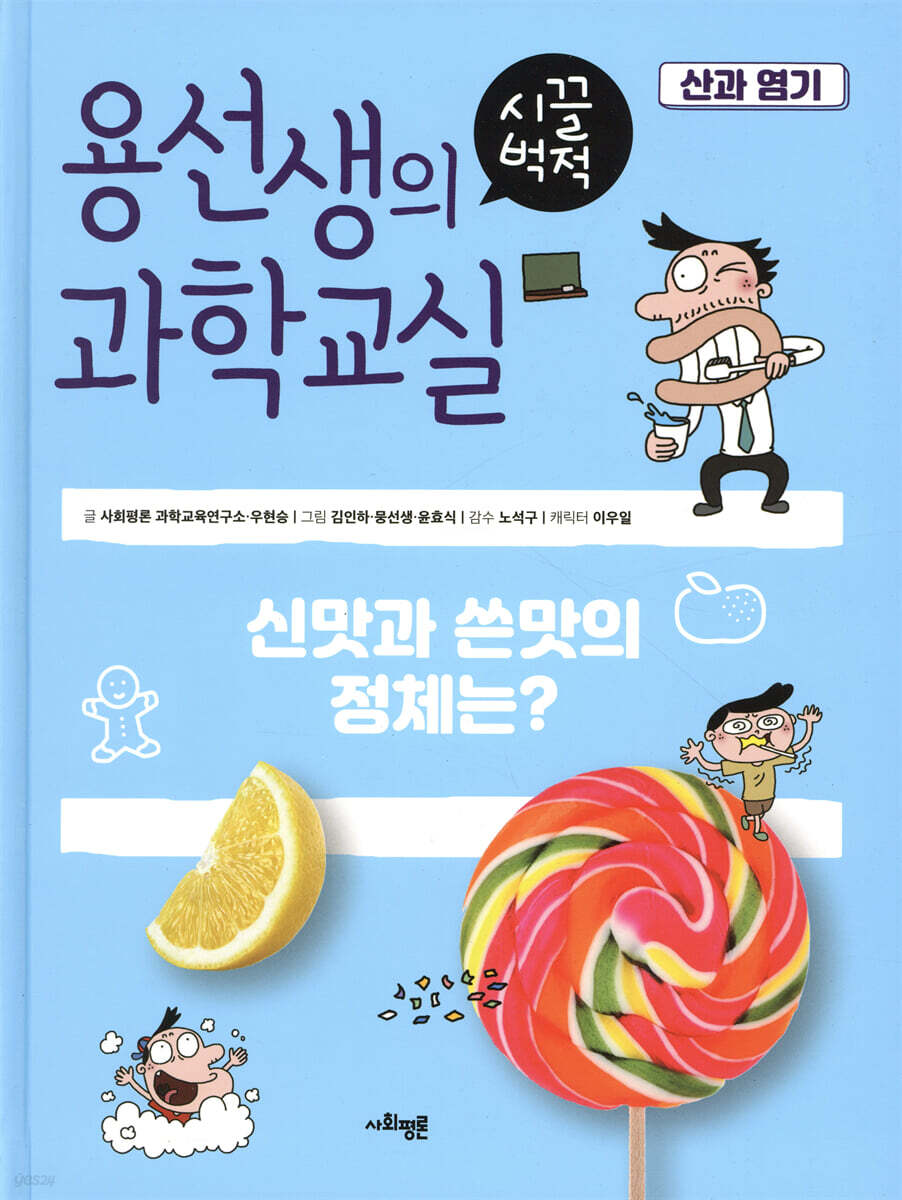 산과 염기
시끌
벅적
용선생의
과학교실
글 사회평론 과학교육연구소·우현승 | 그림 김인하·뭉선생·윤효식 | 감수 노석구 | 캐릭터 이우일
신맛과 쓴맛의
정체는?
사회평론
yes24